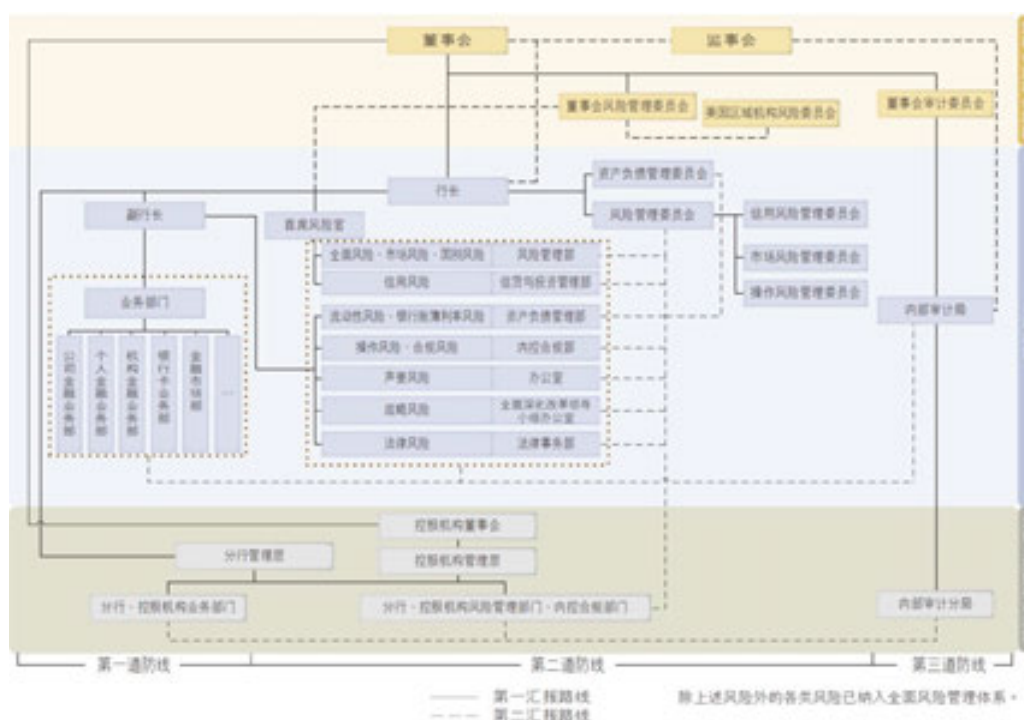 董事会
监事会
董事会风险管理委员会
美国区域机构风险委员会
董事会审计委员会
行长
资产负债管理委员会
副行长
首席风险官
风险管理委员会
信用风险管理委员会
市场风险管理委员会
操作风险管理委员会
内部审计局
全面风险、市场风险、国别风险 风险管理部
信用风险 信贷与投资管理部
流动性风险、银行账簿利率风险 资产负债管理部
操作风险、合规风险 内控合规部
声誉风险 办公室
战略风险 全面深化改革领导
小组办公室
法律风险 法律事务部
业务部门
公司金融业务部
个人金融业务部
机构金融业务部
银行卡业务部
金融市场部
...
控股机构董事会
分行管理层
控股机构管理层
分行、控股机构业务部门
分行、控股机构风险管理部门、内控合规部门
内部审计分局
第一道防线
第二道防线
第三道防线
第一汇报路线
第二汇报路线
除上述风险外的各类风险已纳入全面风险管理体系。